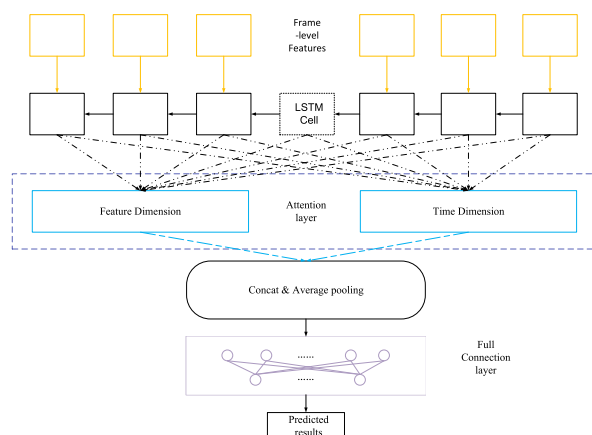 Frame
-level
Features
LSTM
Cell
Feature Dimension
Attention
layer
Time Dimension
Concat & Average pooling
......
......
Full
Connection
layer
Predicted
results